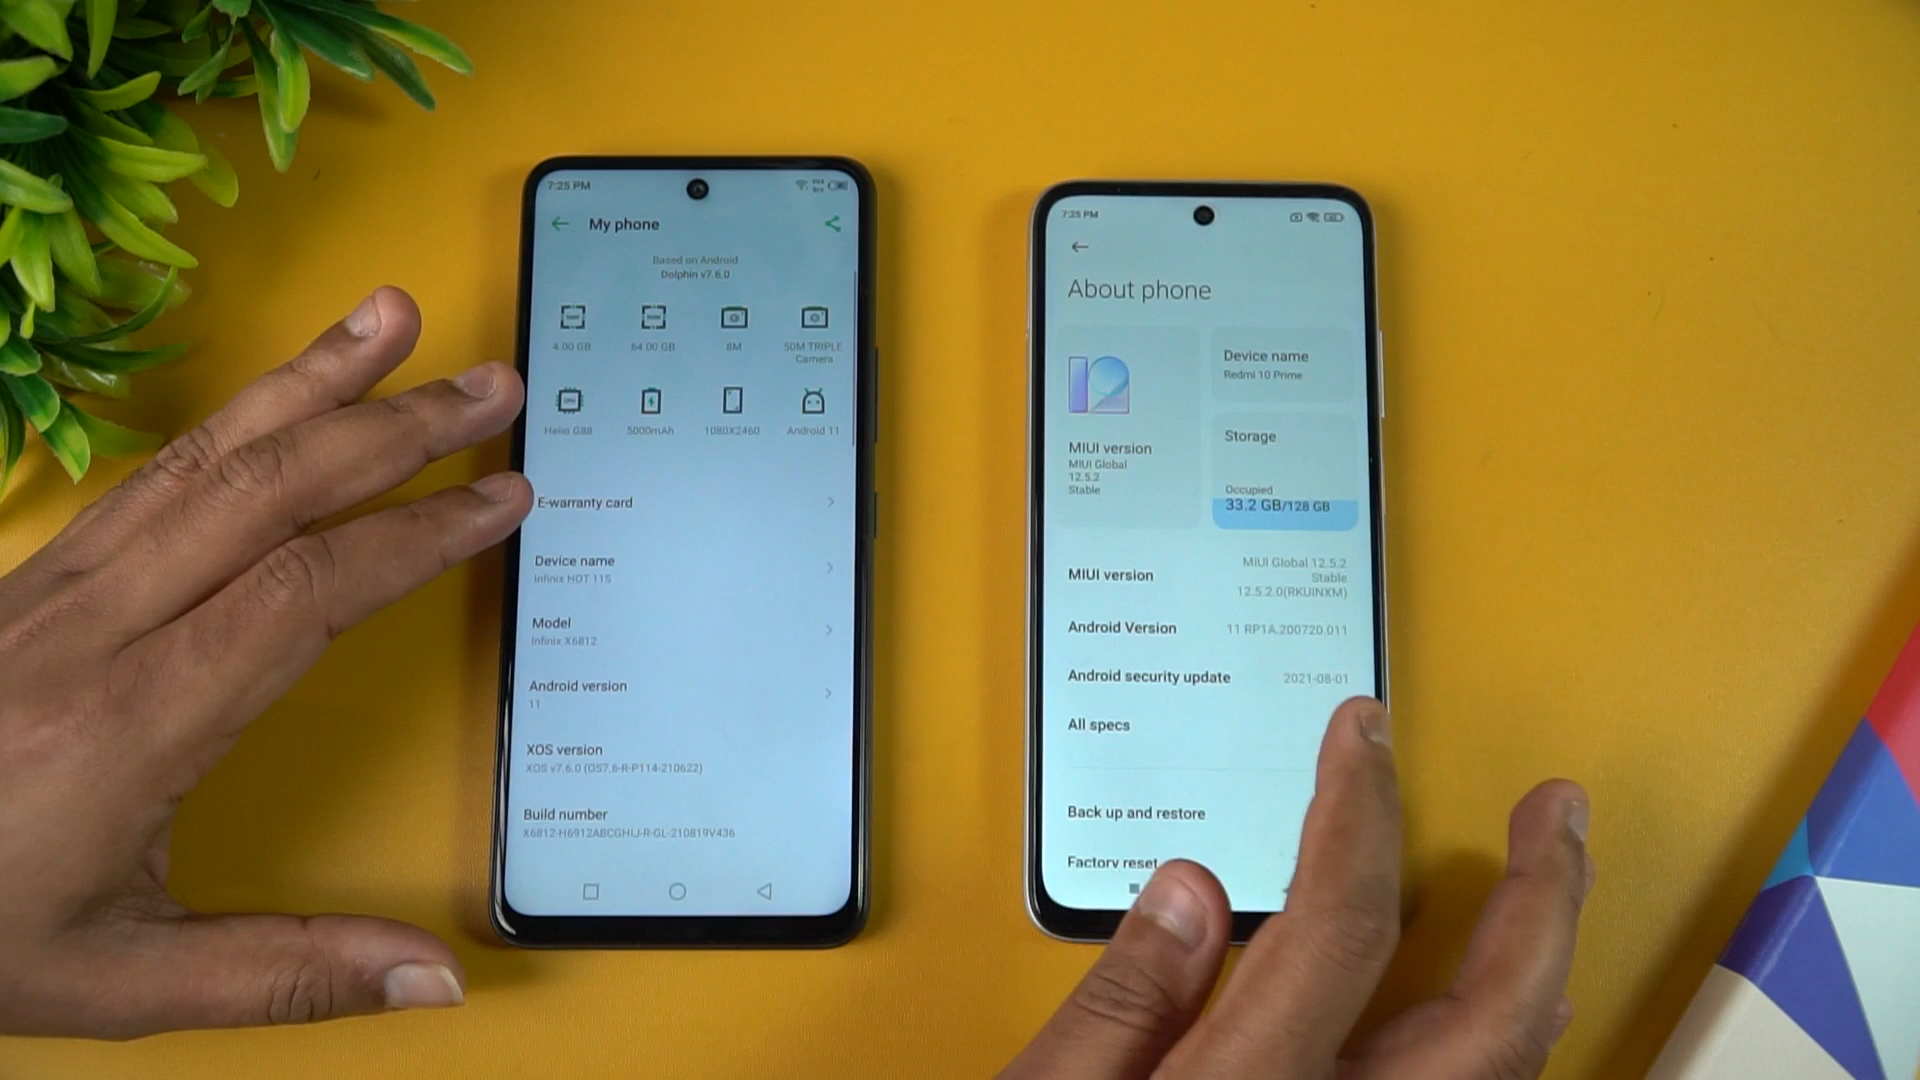 7:25 PM
My phone
Based on Android
Dolphin v7.6.0
4.00 GB
64.00 GB
8M
50M TRIPLE
Camera
CPU
Helio G88
5000mAh
1080X2460
Android 11
E-warranty card
Device name
Infinix HOT 11S
Model
Infinix X6812
Android version
11
XOS version
XOS v7.6.0 (OS7.6-R-P114-210622)
Build number
X6812-H6912ABCGHIJ-R-GL-210819V436
7:25 PM
About phone
MIUI version
MIUI Global
12.5.2
Stable
Device name
Redmi 10 Prime
Storage
Occupied
33.2 GB/128 GB
MIUI version
MIUI Global 12.5.2
Stable
12.5.2.0(RKUINXM)
Android Version
11 RP1A.200720.011
Android security update
2021-08-01
All specs
Back up and restore
Factory reset